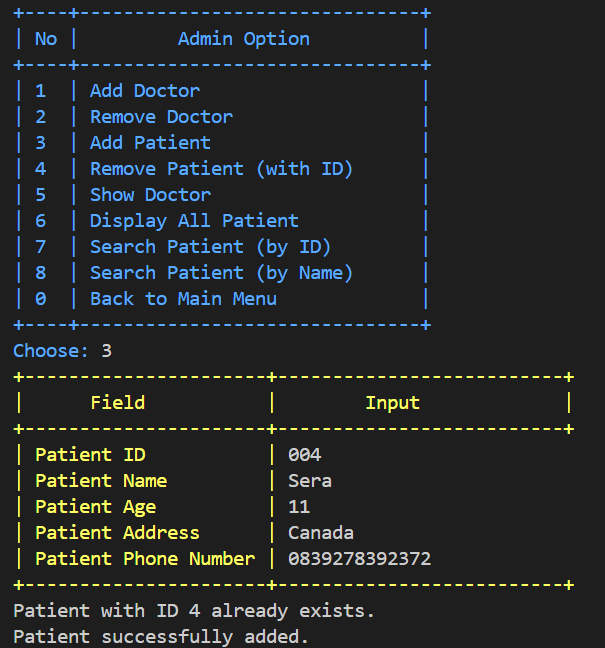 +----+-------------------------------+
| No |         Admin Option          |
+----+-------------------------------+
| 1  | Add Doctor                    |
| 2  | Remove Doctor                 |
| 3  | Add Patient                   |
| 4  | Remove Patient (with ID)      |
| 5  | Show Doctor                   |
| 6  | Display All Patient           |
| 7  | Search Patient (by ID)        |
| 8  | Search Patient (by Name)      |
| 0  | Back to Main Menu             |
+----+-------------------------------+
Choose: 3
+----------------------+--------------------------+
|      Field           |        Input             |
+----------------------+--------------------------+
| Patient ID           | 004
| Patient Name         | Sera
| Patient Age          | 11
| Patient Address      | Canada
| Patient Phone Number | 0839278392372
+----------------------+--------------------------+
Patient with ID 4 already exists.
Patient successfully added.